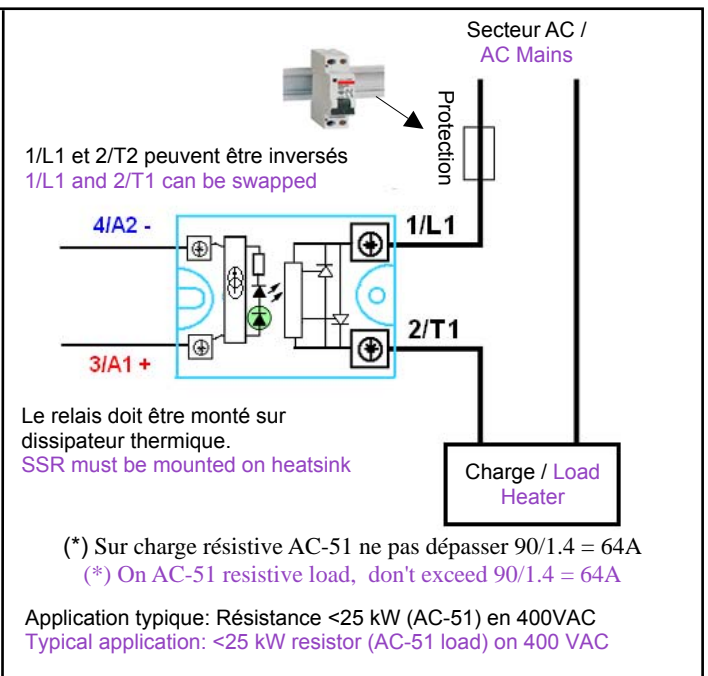 Secteur AC /
AC Mains
Protection
1/L1 et 2/T2 peuvent être inversés
1/L1 and 2/T1 can be swapped
4/A2 -
1/L1
2/T1
3/A1 +
Le relais doit être monté sur
dissipateur thermique.
SSR must be mounted on heatsink
Charge / Load
Heater
(*) Sur charge résistive AC-51 ne pas dépasser 90/1.4 = 64A
(*) On AC-51 resistive load, don't exceed 90/1.4 = 64A
Application typique: Résistance <25 kW (AC-51) en 400VAC
Typical application: <25 kW resistor (AC-51 load) on 400 VAC